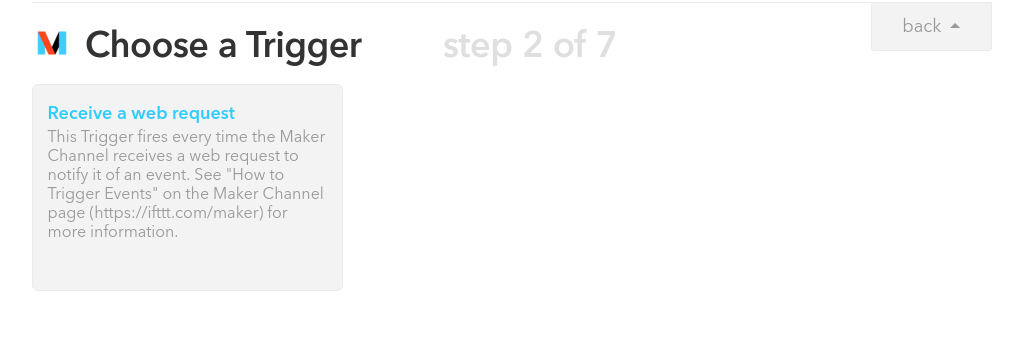 back
Choose a Trigger step 2 of 7
Receive a web request
This Trigger fires every time the Maker
Channel receives a web request to
notify it of an event. See "How to
Trigger Events" on the Maker Channel
page (https://ifttt.com/maker) for
more information.